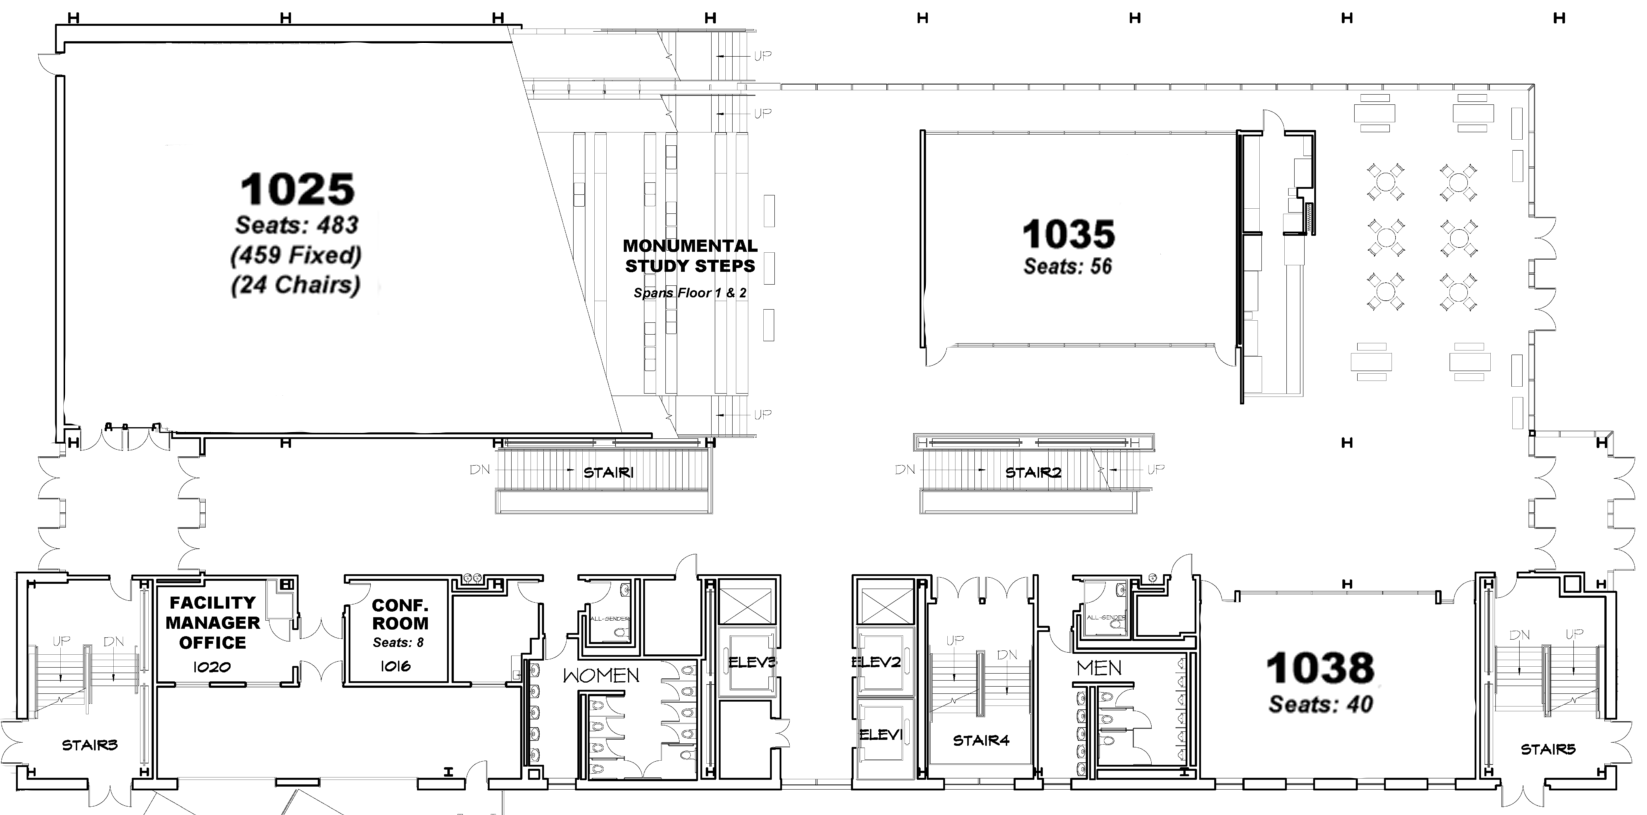 UP
UP
1025
Seats: 483
(459 Fixed)
(24 Chairs)
MONUMENTAL
STUDY STEPS
Spans Floor 1 & 2
1035
Seats: 56
UP
DN
STAIR1
DN
STAIR2
UP
FACILITY
MANAGER
OFFICE
1020
CONF.
ROOM
Seats: 8
1016
ALL-GENDER
ALL-GENDER
UP
DN
STAIR3
WOMEN
ELEV3
ELEV2
ELEV1
UP
DN
STAIR4
MEN
1038
Seats: 40
DN
UP
STAIR5